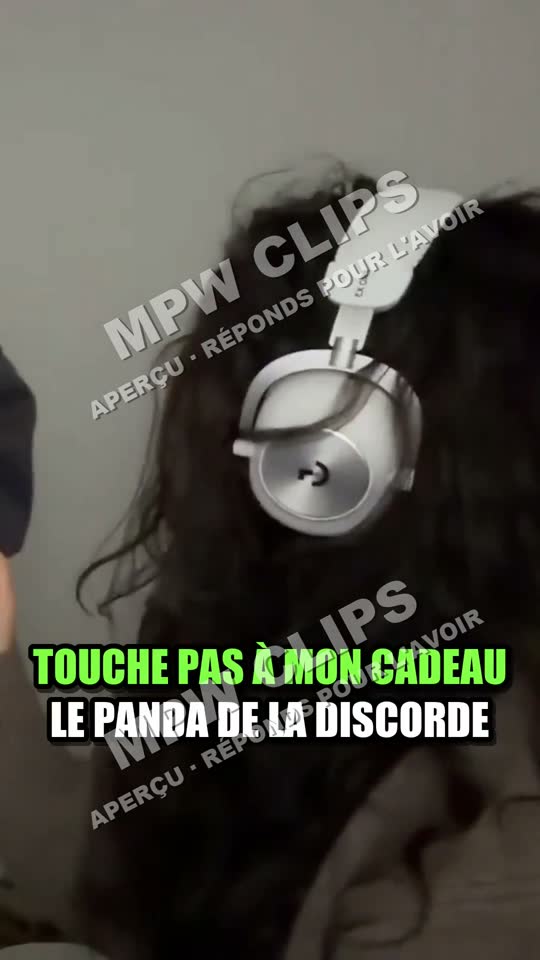 MPW CLIPS
APERÇU · RÉPONDS POUR L'AVOIR
TOUCHE PAS À MON CADEAU
LE PANDA DE LA DISCORDE
MPW CLIPS
APERÇU · RÉPONDS POUR L'AVOIR